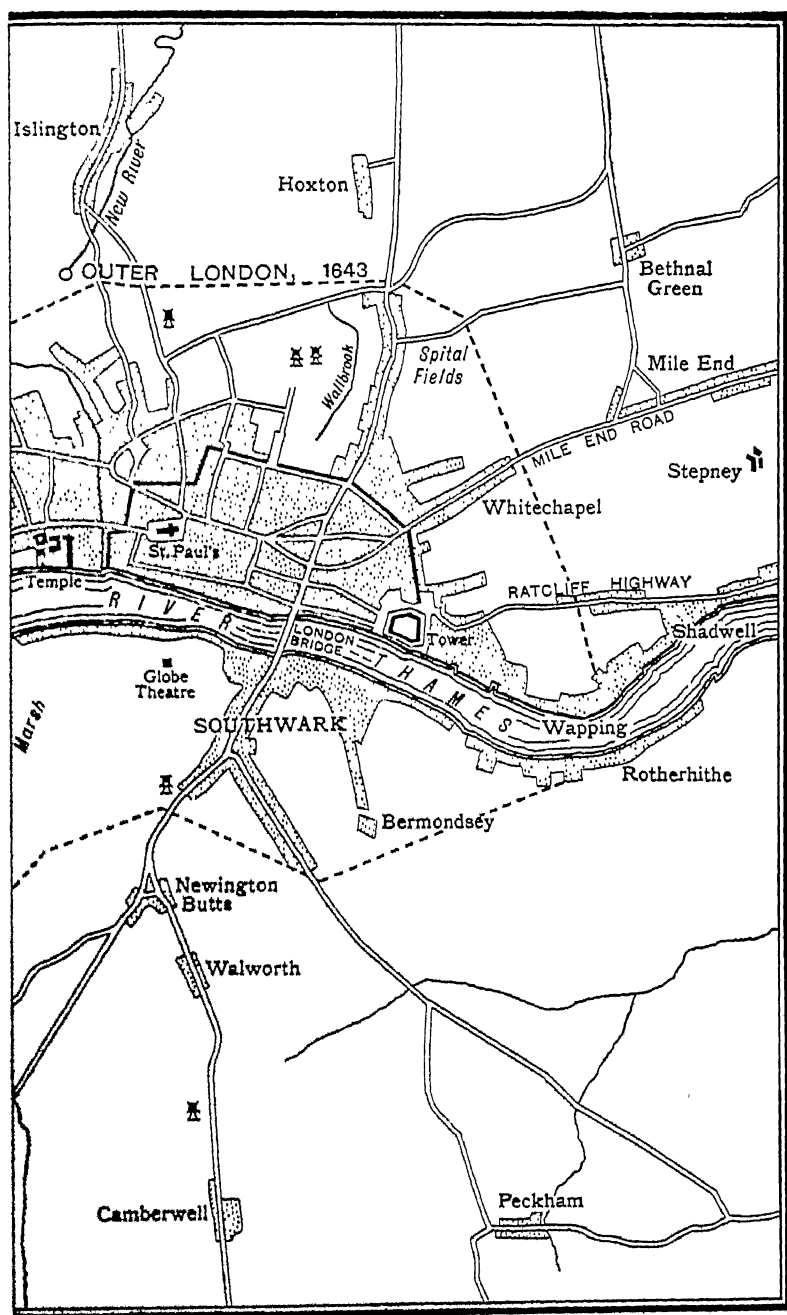 Islington
New River
Hoxton
OUTER LONDON, 1643
Bethnal
Green
Wallbrook
Spital
Fields
Mile End
MILE END ROAD
Stepney
Whitechapel
St. Paul's
Temple
RATCLIFF HIGHWAY
RIVER THAMES
LONDON
BRIDGE
Tower
Shadwell
Globe
Theatre
Marsh
SOUTHWARK
Wapping
Rotherhithe
Bermondsey
Newington
Butts
Walworth
Camberwell
Peckham